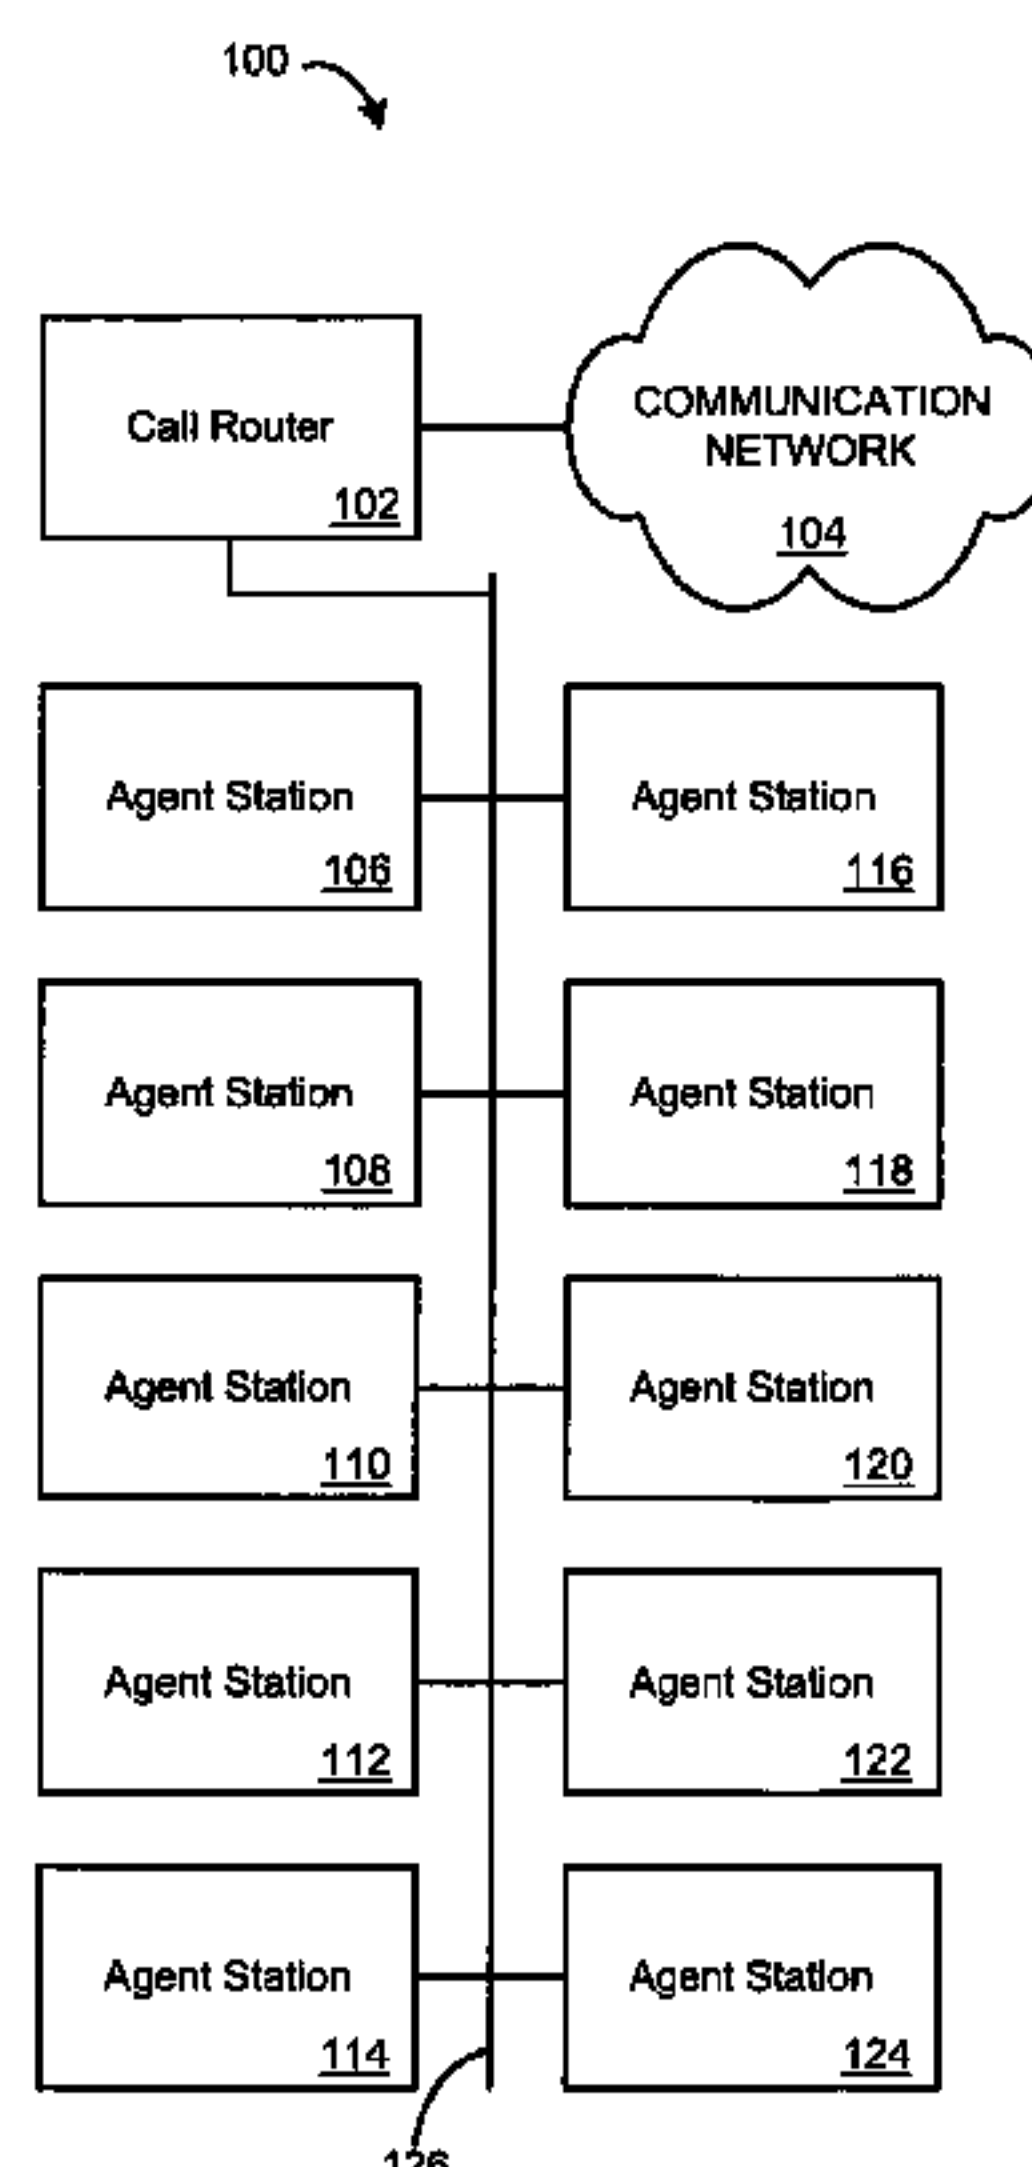 100
Call Router
102
COMMUNICATION
NETWORK
104
Agent Station
106
Agent Station
116
Agent Station
108
Agent Station
118
Agent Station
110
Agent Station
120
Agent Station
112
Agent Station
122
Agent Station
114
Agent Station
124
126